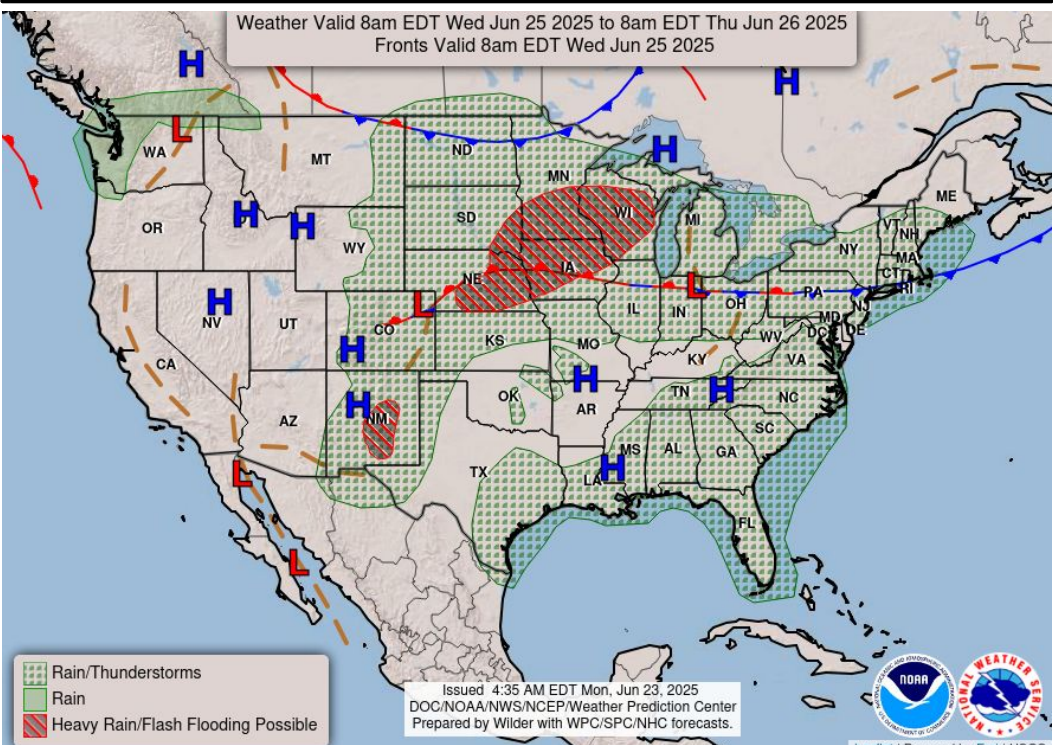 Weather Valid 8am EDT Wed Jun 25 2025 to 8am EDT Thu Jun 26 2025
Fronts Valid 8am EDT Wed Jun 25 2025
H
H
L
WA
MT
ND
MN
H
ME
OR
H
H
WY
SD
WI
MI
NY
VT
NH
MA
CT
RI
H
NV
UT
CO
L
NE
IA
IL
IN
L
OH
PA
NJ
MD
DE
DC
CA
H
KS
MO
KY
WV
VA
AZ
H
NM
OK
H
AR
TN
H
NC
SC
L
TX
H
LA
MS
AL
GA
FL
L
Rain/Thunderstorms
Rain
Heavy Rain/Flash Flooding Possible
Issued 4:35 AM EDT Mon, Jun 23, 2025
DOC/NOAA/NWS/NCEP/Weather Prediction Center
Prepared by Wilder with WPC/SPC/NHC forecasts.
NOAA
NATIONAL WEATHER SERVICE